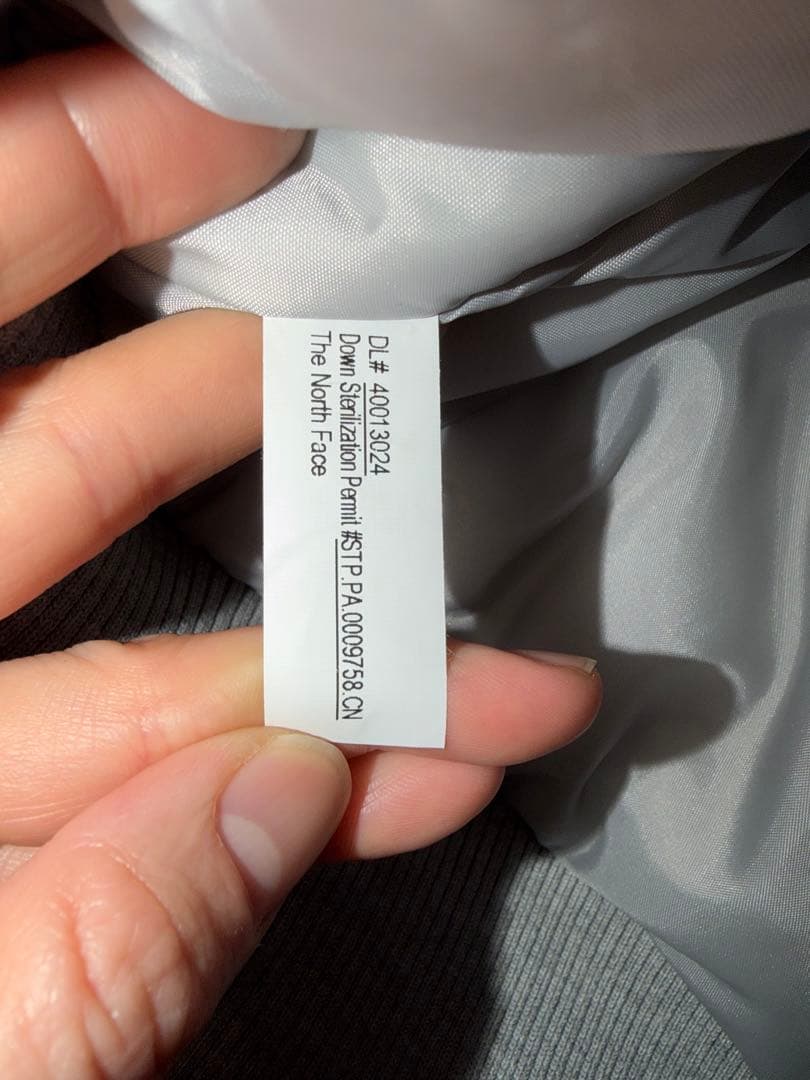 DL# 40013024
Down Sterilization Permit #STP.PA.0009758.CN
The North Face